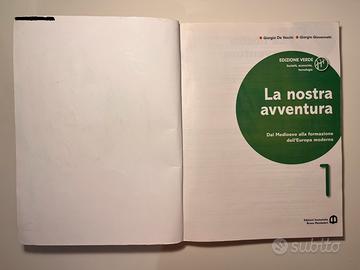 Giorgio De Vecchi • Giorgio Giovannetti
EDIZIONE VERDE
Società, economia,
tecnologia
La nostra
avventura
Dal Medioevo alla formazione
dell'Europa moderna
1
Edizioni Scolastiche
Bruno Mondadori
subito